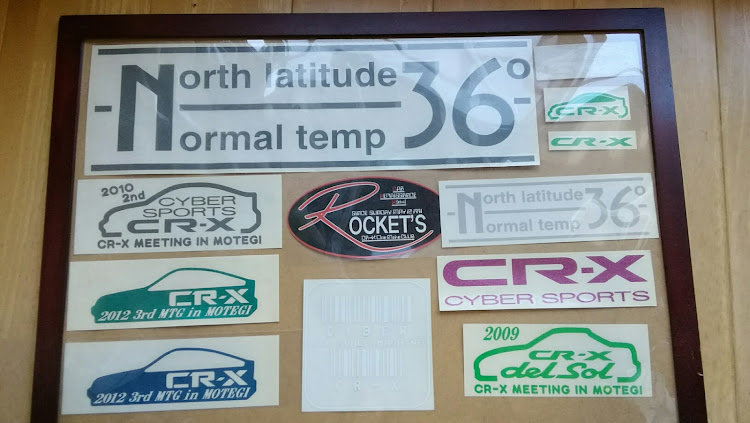 North latitude 36°
Normal temp
CR-X
CR-X
2010
2nd
CYBER
SPORTS
CR-X
CR-X MEETING IN MOTEGI
ROCKET'S
North latitude 36°
Normal temp
CR-X
CYBER SPORTS
CR-X
2012 3rd MTG in MOTEGI
CYBER
CR-X
2009
CR-X
del Sol
CR-X MEETING IN MOTEGI
CR-X
2012 3rd MTG in MOTEGI